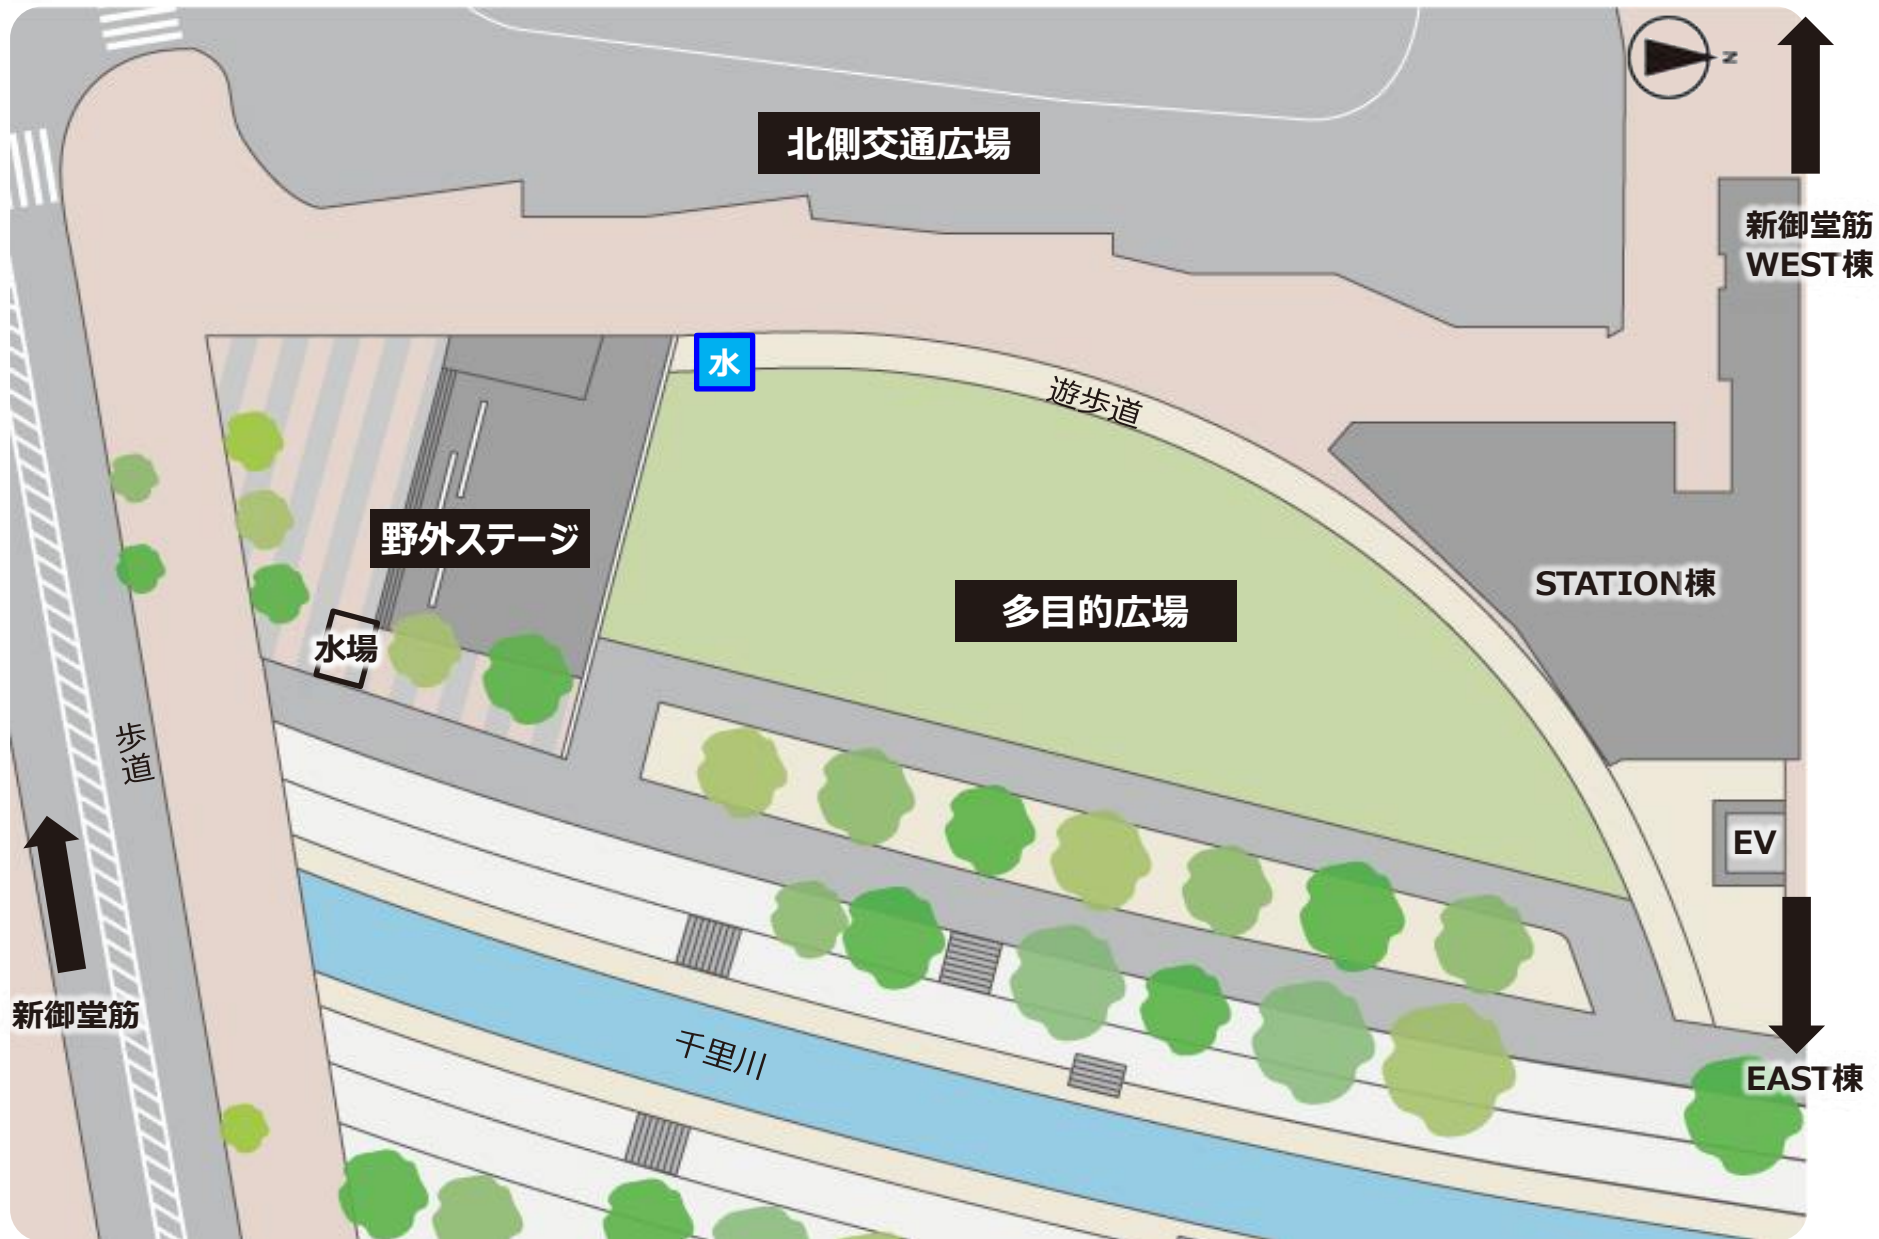 N
北側交通広場
新御堂筋
WEST棟
水
遊歩道
野外ステージ
STATION棟
多目的広場
水場
歩道
EV
新御堂筋
千里川
EAST棟